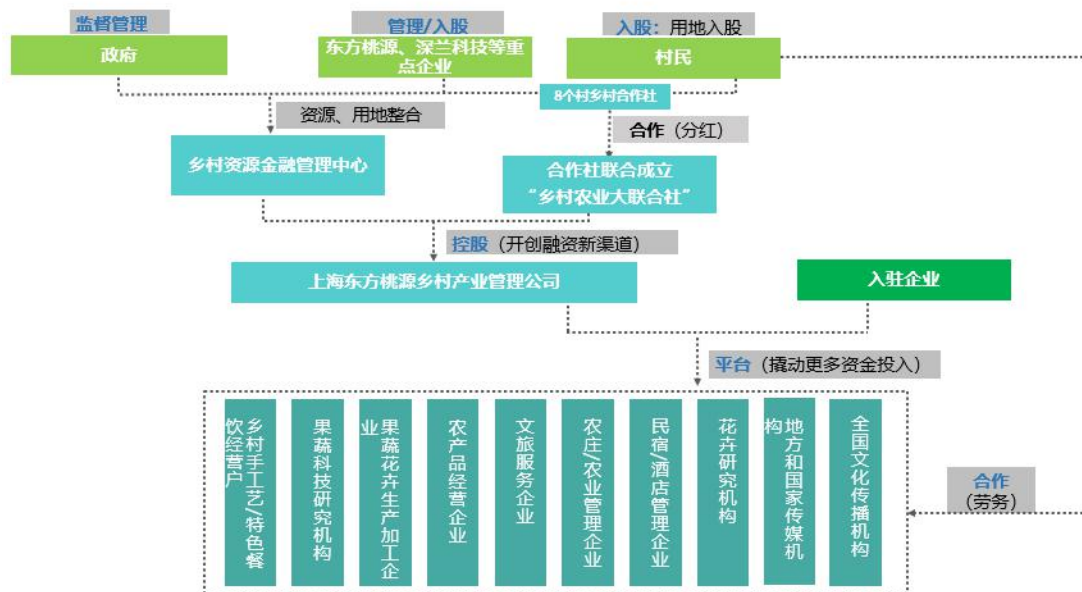 监督管理
管理/入股
入股：用地入股
政府
东方桃源、深兰科技等重
点企业
村民
8个村乡村合作社
资源、用地整合
合作（分红）
乡村资源金融管理中心
合作社联合成立
“乡村农业大联合社”
控股（开创融资新渠道）
上海东方桃源乡村产业管理公司
入驻企业
平台（撬动更多资金投入）
乡村手工艺/特色餐
饮经营户
果蔬科技研究机构
果蔬花卉生产加工企
业
农产品经营企业
文旅服务企业
农庄/农业管理企业
民宿/酒店管理企业
花卉研究机构
地方和国家传媒机
构
全国文化传播机构
合作
（劳务）